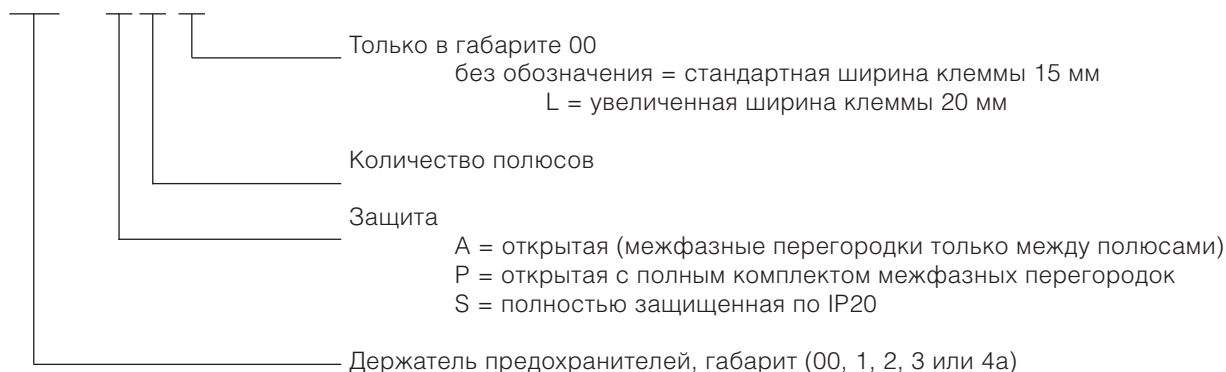 Только в габарите 00
без обозначения = стандартная ширина клеммы 15 мм
L = увеличенная ширина клеммы 20 мм
Количество полюсов
Защита
A = открытая (межфазные перегородки только между полюсами)
P = открытая с полным комплектом межфазных перегородок
S = полностью защищенная по IP20
Держатель предохранителей, габарит (00, 1, 2, 3 или 4a)